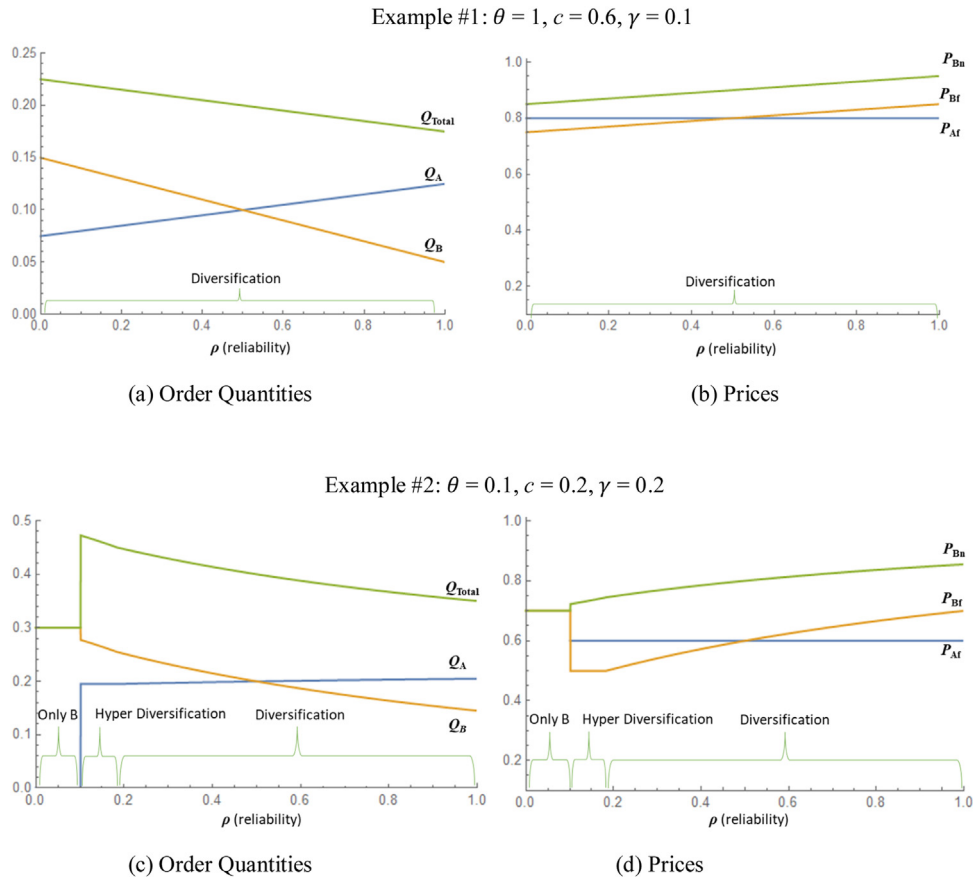 Example #1: θ = 1, c = 0.6, γ = 0.1
0.25
0.20
0.15
0.10
0.05
0.00
Q_Total
Q_A
Q_B
Diversification
0.0 0.2 0.4 0.6 0.8 1.0
ρ (reliability)
(a) Order Quantities
1.0
0.8
0.6
0.4
0.2
P_Bn
P_Bf
P_Af
Diversification
0.0 0.2 0.4 0.6 0.8 1.0
ρ (reliability)
(b) Prices
Example #2: θ = 0.1, c = 0.2, γ = 0.2
0.5
0.4
0.3
0.2
0.1
0.0
Q_Total
Q_A
Q_B
Only B Hyper Diversification Diversification
0.0 0.2 0.4 0.6 0.8 1.0
ρ (reliability)
(c) Order Quantities
1.0
0.8
0.6
0.4
0.2
P_Bn
P_Bf
P_Af
Only B Hyper Diversification Diversification
0.0 0.2 0.4 0.6 0.8 1.0
ρ (reliability)
(d) Prices